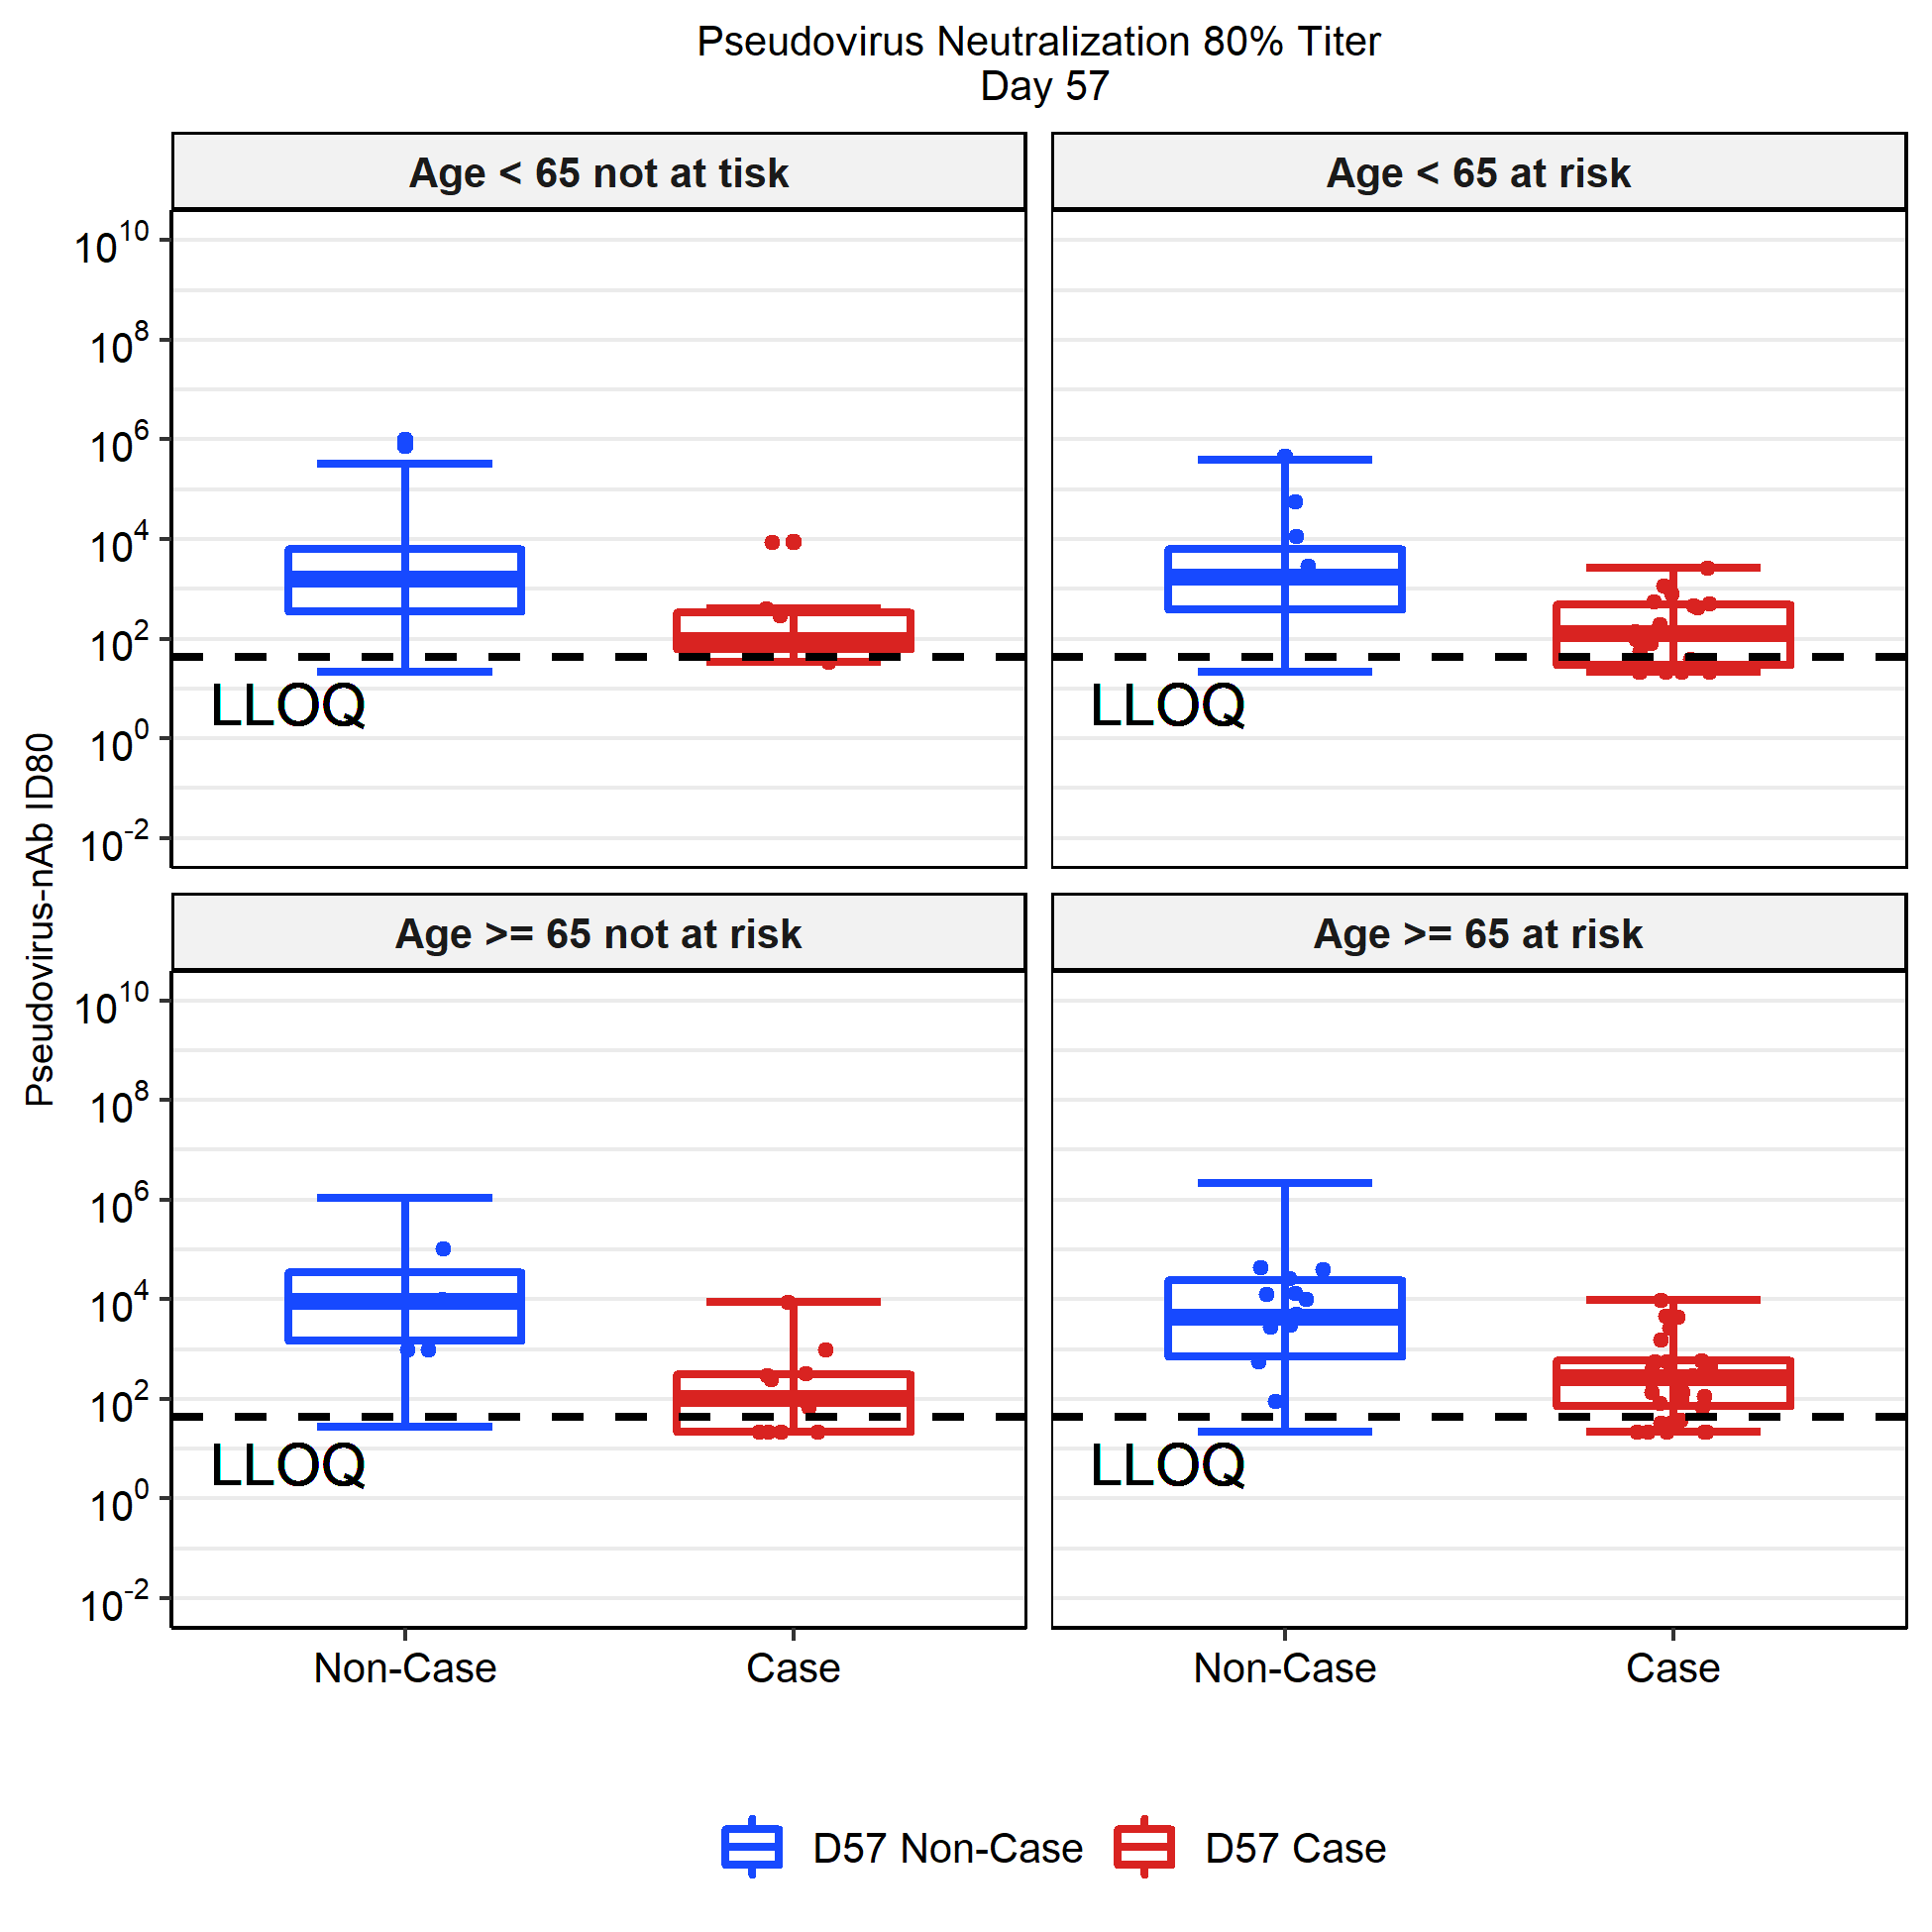 Pseudovirus Neutralization 80% Titer
Day 57
Age < 65 not at tisk
Age < 65 at risk
10^10
10^8
10^6
10^4
10^2
10^0
10^-2
LLOQ
LLOQ
Pseudovirus-nAb ID80
Age >= 65 not at risk
Age >= 65 at risk
10^10
10^8
10^6
10^4
10^2
10^0
10^-2
LLOQ
LLOQ
Non-Case Case Non-Case Case
D57 Non-Case D57 Case